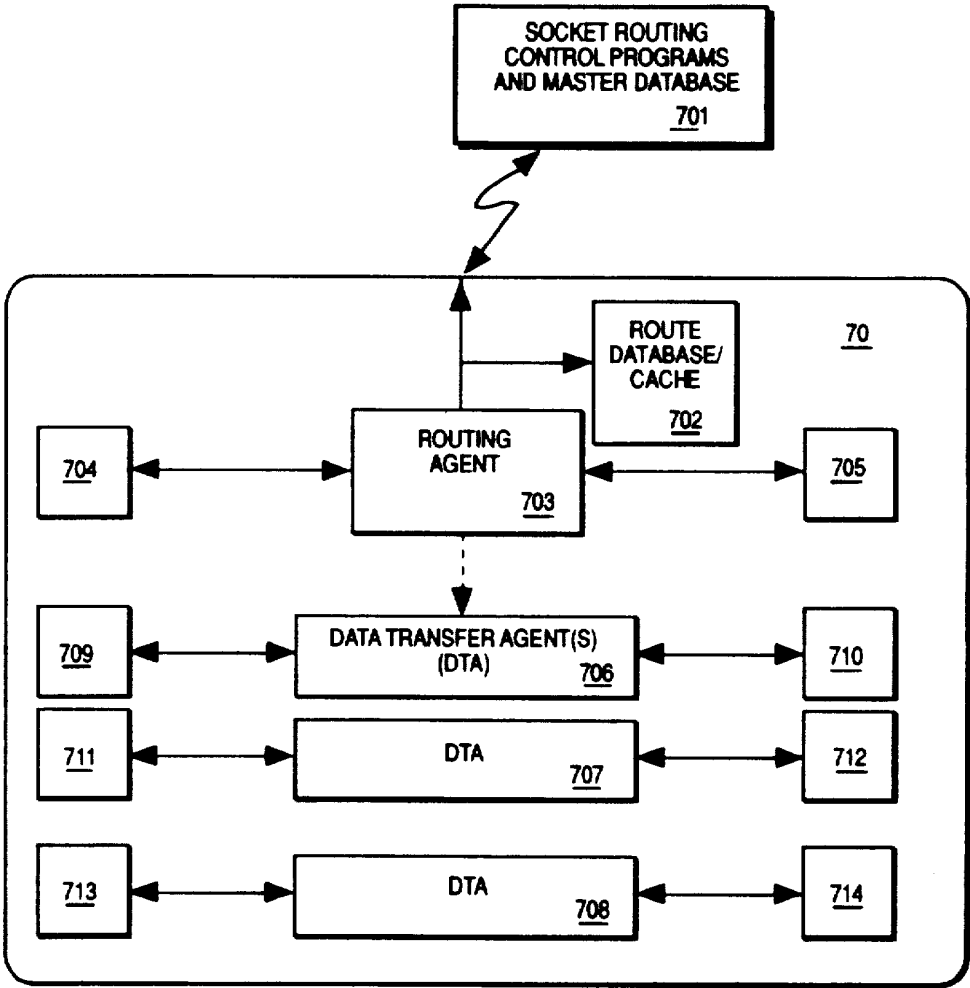 SOCKET ROUTING
CONTROL PROGRAMS
AND MASTER DATABASE
701
70
ROUTE
DATABASE/
CACHE
702
704
ROUTING
AGENT
703
705
709
DATA TRANSFER AGENT(S)
(DTA)
706
710
711
DTA
707
712
713
DTA
708
714